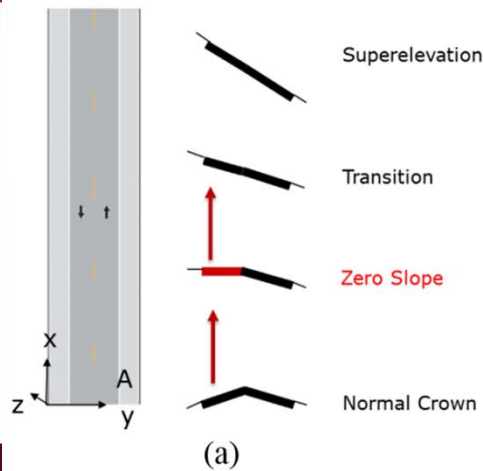 Superelevation
Transition
Zero Slope
x
A
z
y
Normal Crown
(a)